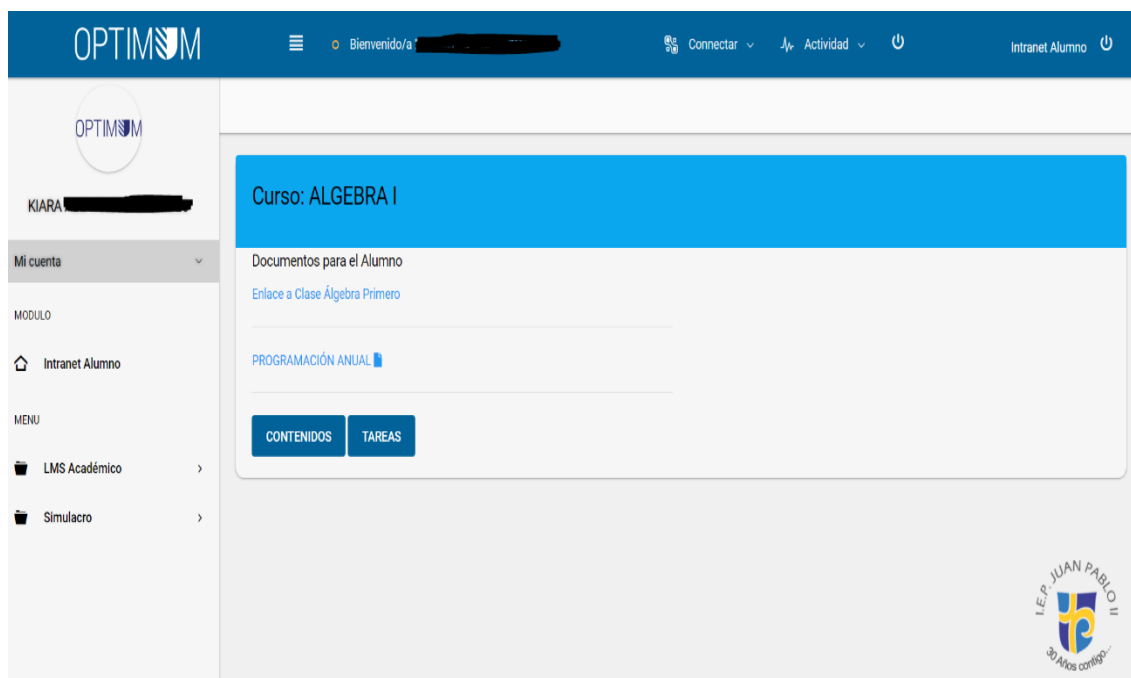 OPTIMUM
Bienvenido/a
Connectar
Actividad
Intranet Alumno
OPTIMUM
KIARA
Mi cuenta
MODULO
Intranet Alumno
MENU
LMS Académico
Simulacro
Curso: ALGEBRA I
Documentos para el Alumno
Enlace a Clase Álgebra Primero
PROGRAMACIÓN ANUAL
CONTENIDOS
TAREAS
I.E.P. JUAN PABLO II
30 Años contigo...